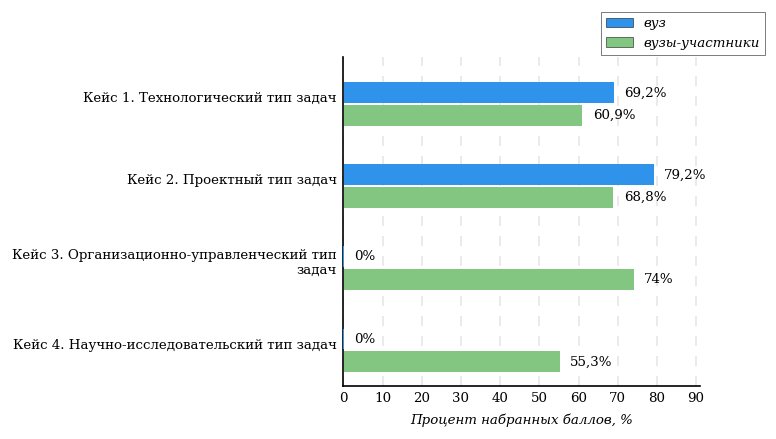 вуз
вузы-участники
Кейс 1. Технологический тип задач
69,2%
60,9%
Кейс 2. Проектный тип задач
79,2%
68,8%
Кейс 3. Организационно-управленческий тип
задач
0%
74%
Кейс 4. Научно-исследовательский тип задач
0%
55,3%
0 10 20 30 40 50 60 70 80 90
Процент набранных баллов, %